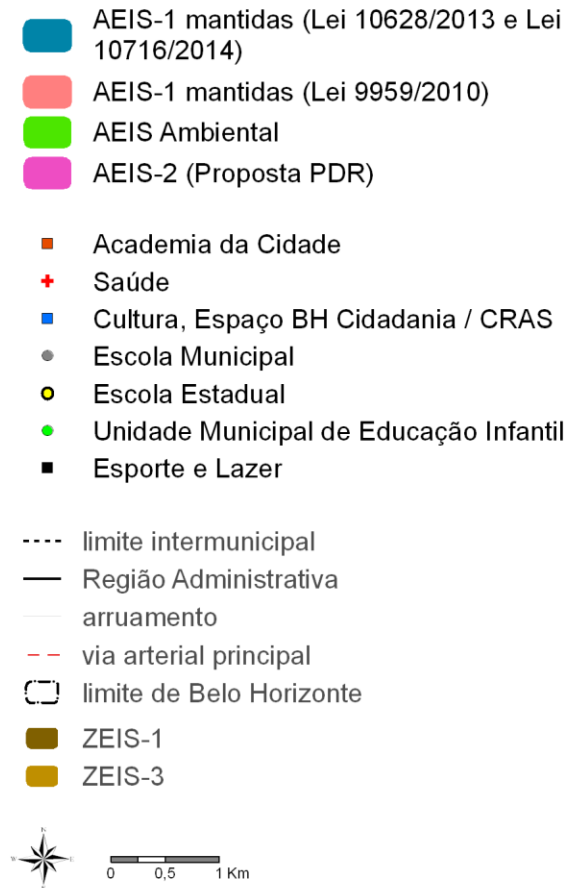 AEIS-1 mantidas (Lei 10628/2013 e Lei
10716/2014)
AEIS-1 mantidas (Lei 9959/2010)
AEIS Ambiental
AEIS-2 (Proposta PDR)
Academia da Cidade
Saúde
Cultura, Espaço BH Cidadania / CRAS
Escola Municipal
Escola Estadual
Unidade Municipal de Educação Infantil
Esporte e Lazer
limite intermunicipal
Região Administrativa
arruamento
via arterial principal
limite de Belo Horizonte
ZEIS-1
ZEIS-3
N
W
E
S
0 0,5 1 Km